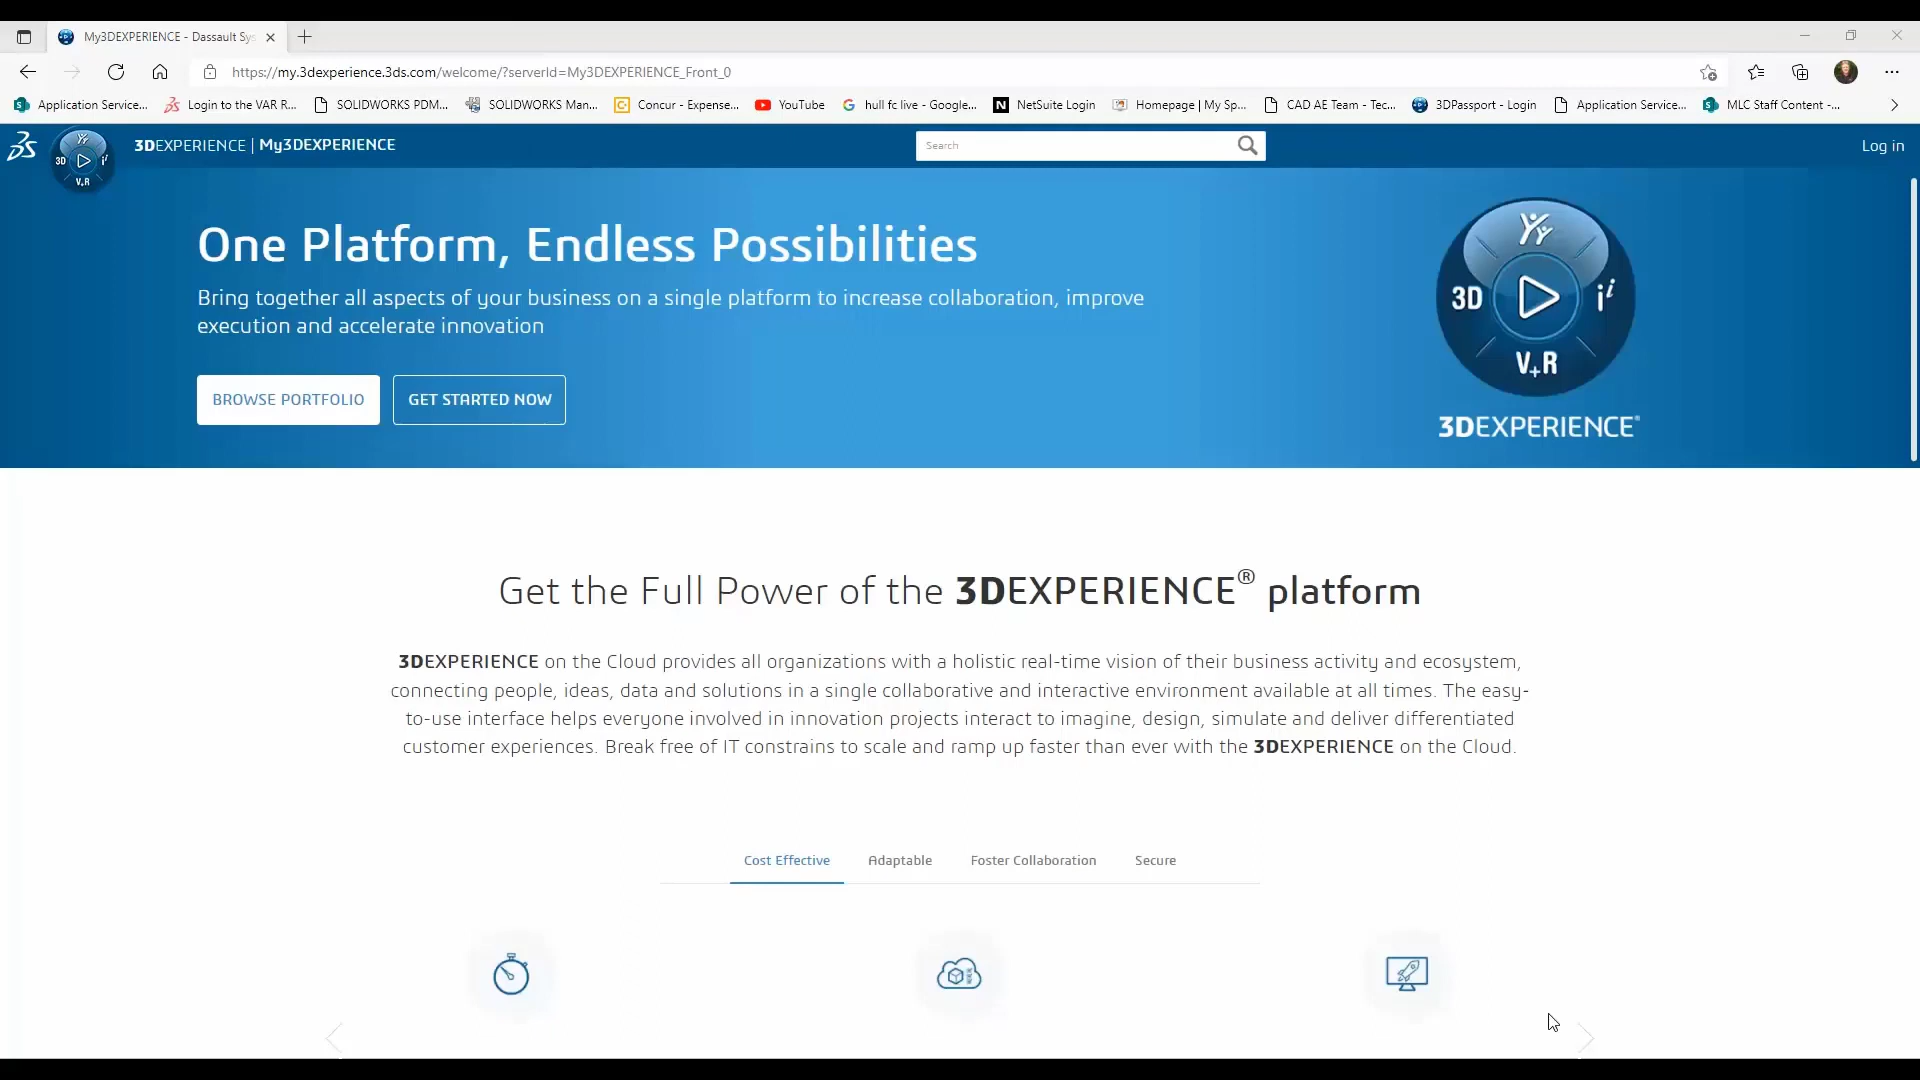 My3DEXPERIENCE - Dassault Sys
https://my.3dexperience.3ds.com/welcome/?serverId=My3DEXPERIENCE_Front_0
Application Service... Login to the VAR R... SOLIDWORKS PDM... SOLIDWORKS Man... Concur - Expense... YouTube hull fc live - Google... NetSuite Login Homepage | My Sp... CAD AE Team - Tec... 3DPassport - Login Application Service... MLC Staff Content -...
3DEXPERIENCE | My3DEXPERIENCE
Search
Log in
3D
V+R
One Platform, Endless Possibilities
Bring together all aspects of your business on a single platform to increase collaboration, improve
execution and accelerate innovation
BROWSE PORTFOLIO GET STARTED NOW
3D
V+R
3DEXPERIENCE®
Get the Full Power of the 3DEXPERIENCE® platform
3DEXPERIENCE on the Cloud provides all organizations with a holistic real-time vision of their business activity and ecosystem,
connecting people, ideas, data and solutions in a single collaborative and interactive environment available at all times. The easy-
to-use interface helps everyone involved in innovation projects interact to imagine, design, simulate and deliver differentiated
customer experiences. Break free of IT constrains to scale and ramp up faster than ever with the 3DEXPERIENCE on the Cloud.
Cost Effective Adaptable Foster Collaboration Secure